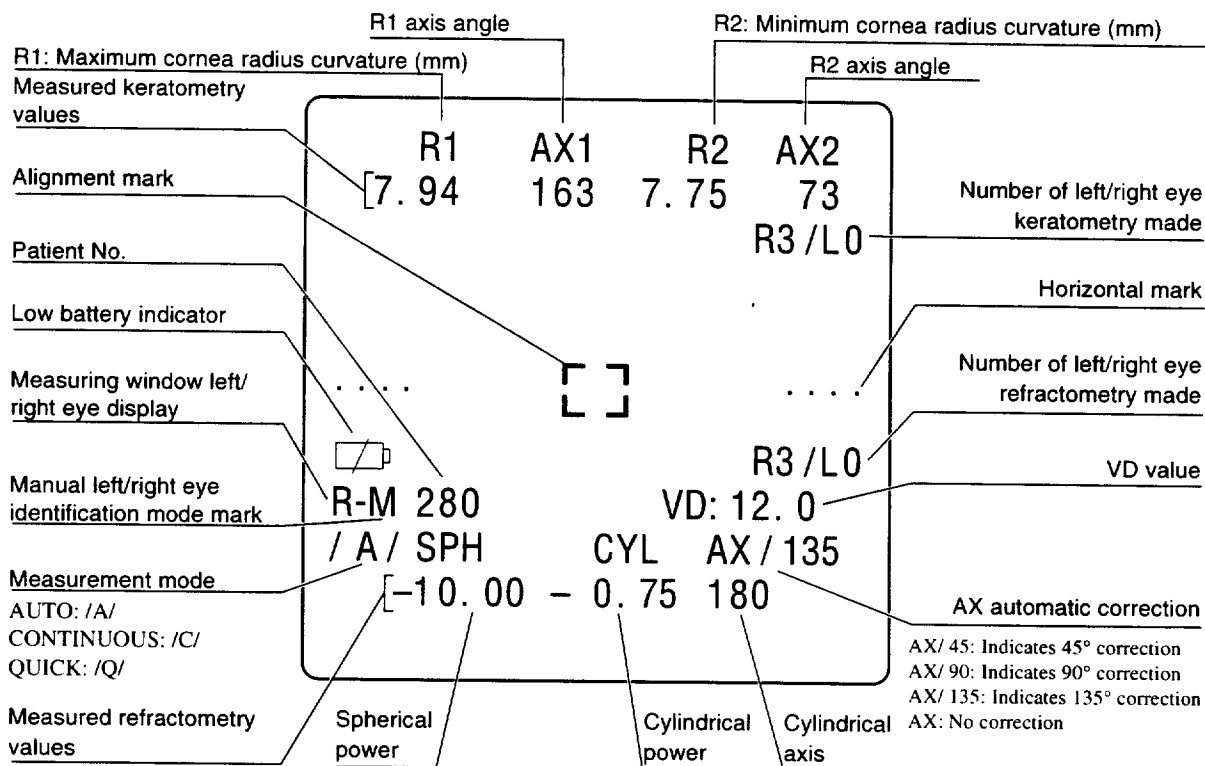 R1 axis angle
R2: Minimum cornea radius curvature (mm)
R1: Maximum cornea radius curvature (mm)
R2 axis angle
Measured keratometry
values
R1 AX1 R2 AX2
[7. 94 163 7. 75 73
Alignment mark
Number of left/right eye
keratometry made
R3 /L0
Patient No.
Horizontal mark
Low battery indicator
Number of left/right eye
refractometry made
Measuring window left/
right eye display
. . . .
. . . .
R3 /L0
VD value
Manual left/right eye
identification mode mark
R-M 280 VD: 12. 0
/ A / SPH CYL AX / 135
[–10. 00 – 0. 75 180
Measurement mode
AUTO: /A/
CONTINUOUS: /C/
QUICK: /Q/
AX automatic correction
AX/ 45: Indicates 45° correction
AX/ 90: Indicates 90° correction
AX/ 135: Indicates 135° correction
AX: No correction
Measured refractometry
values
Spherical
power
Cylindrical
power
Cylindrical
axis